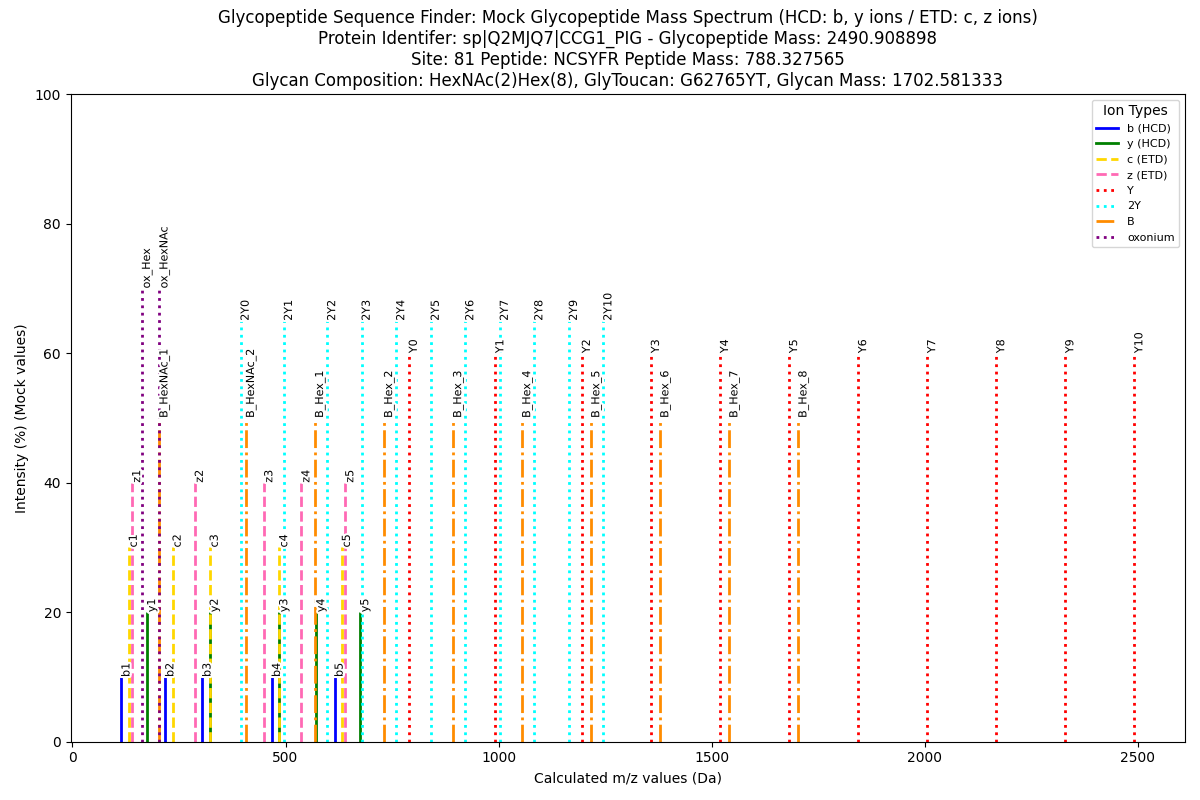 Glycopeptide Sequence Finder: Mock Glycopeptide Mass Spectrum (HCD: b, y ions / ETD: c, z ions)
Protein Identifer: sp|Q2MJQ7|CCG1_PIG - Glycopeptide Mass: 2490.908898
Site: 81 Peptide: NCSYFR Peptide Mass: 788.327565
Glycan Composition: HexNAc(2)Hex(8), GlyToucan: G62765YT, Glycan Mass: 1702.581333
Ion Types
b (HCD)
y (HCD)
c (ETD)
z (ETD)
Y
2Y
B
oxonium
Intensity (%) (Mock values)
100
80
60
40
20
0
ox_Hex
ox_HexNAc
2Y0
2Y1
2Y2
2Y3
2Y4
2Y5
2Y6
2Y7
2Y8
2Y9
2Y10
Y0
Y1
Y2
Y3
Y4
Y5
Y6
Y7
Y8
Y9
Y10
B_HexNAc_1
B_HexNAc_2
B_Hex_1
B_Hex_2
B_Hex_3
B_Hex_4
B_Hex_5
B_Hex_6
B_Hex_7
B_Hex_8
z1
z2
z3
z4
z5
c1
c2
c3
c4
c5
y1
y2
y3
y4
y5
b1
b2
b3
b4
b5
0
500
1000
1500
2000
2500
Calculated m/z values (Da)